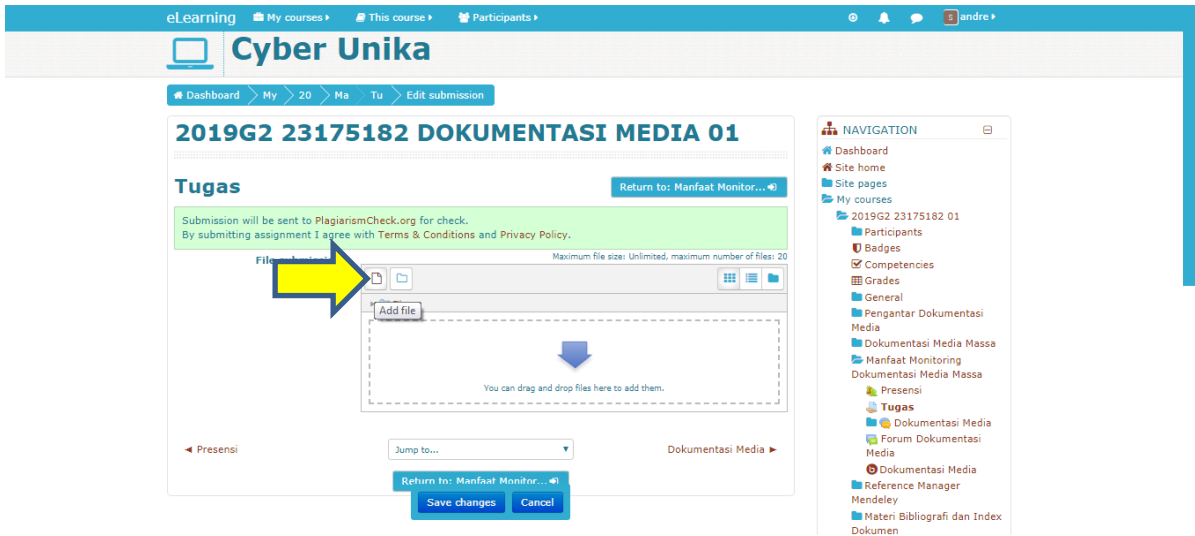 eLearning My courses This course Participants andre
Cyber Unika
Dashboard My 20 Ma Tu Edit submission
2019G2 23175182 DOKUMENTASI MEDIA 01
Tugas
Return to: Manfaat Monitor...
Submission will be sent to PlagiarismCheck.org for check.
By submitting assignment I agree with Terms & Conditions and Privacy Policy.
Maximum file size: Unlimited, maximum number of files: 20
Add file
You can drag and drop files here to add them.
◄ Presensi
Jump to...
Dokumentasi Media ►
Return to: Manfaat Monitor...
Save changes
Cancel
NAVIGATION
Dashboard
Site home
Site pages
My courses
2019G2 23175182 01
Participants
Badges
Competencies
Grades
General
Pengantar Dokumentasi
Media
Dokumentasi Media Massa
Manfaat Monitoring
Dokumentasi Media Massa
Presensi
Tugas
Dokumentasi Media
Forum Dokumentasi
Media
Dokumentasi Media
Reference Manager
Mendeley
Materi Bibliografi dan Index
Dokumen